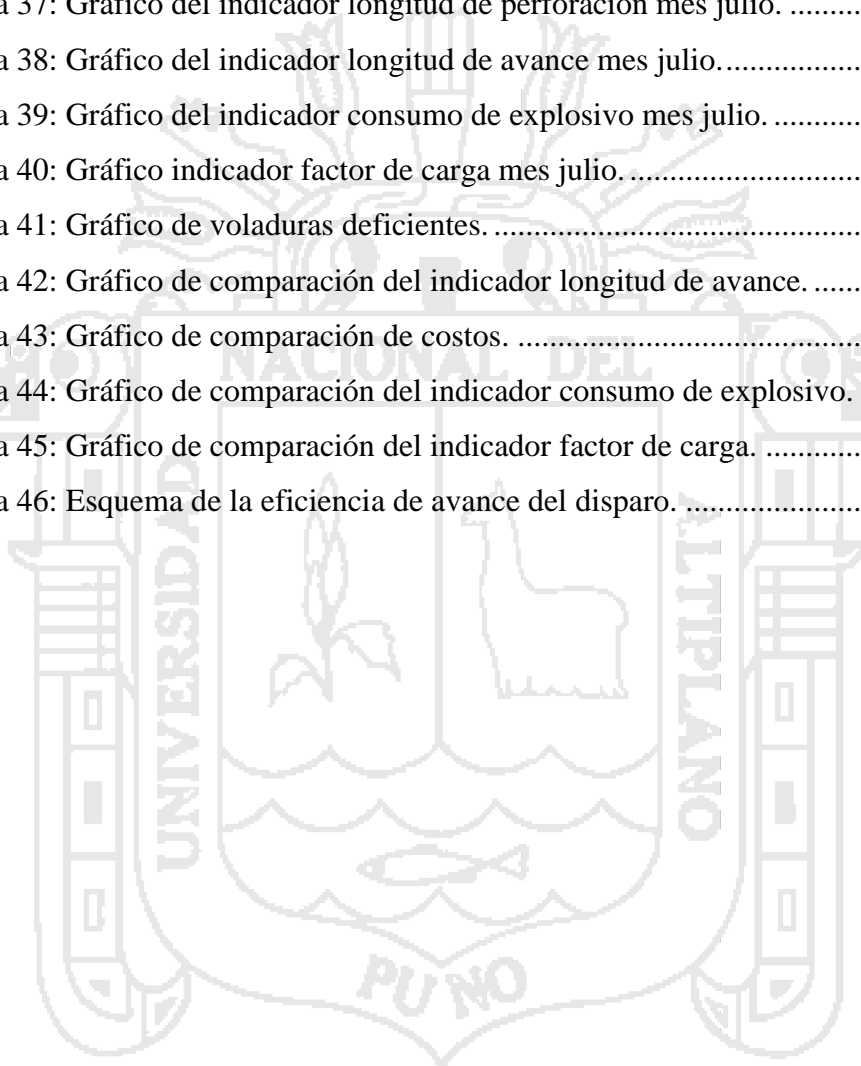 a 37: Gráfico del indicador longitud de perforación mes julio. ..........
a 38: Gráfico del indicador longitud de avance mes julio..................
a 39: Gráfico del indicador consumo de explosivo mes julio. ...........
a 40: Gráfico indicador factor de carga mes julio. .............................
a 41: Gráfico de voladuras deficientes. ..............................................
a 42: Gráfico de comparación del indicador longitud de avance. ......
a 43: Gráfico de comparación de costos. ...........................................
a 44: Gráfico de comparación del indicador consumo de explosivo.
a 45: Gráfico de comparación del indicador factor de carga. ............
a 46: Esquema de la eficiencia de avance del disparo. ......................
NACIONAL DEL
UNIVERSIDAD
ALTIPLANO
PUNO